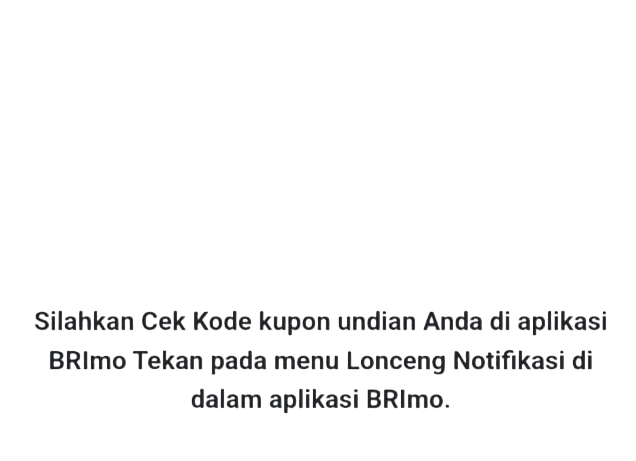 Silahkan Cek Kode kupon undian Anda di aplikasi
BRImo Tekan pada menu Lonceng Notifikasi di
dalam aplikasi BRImo.